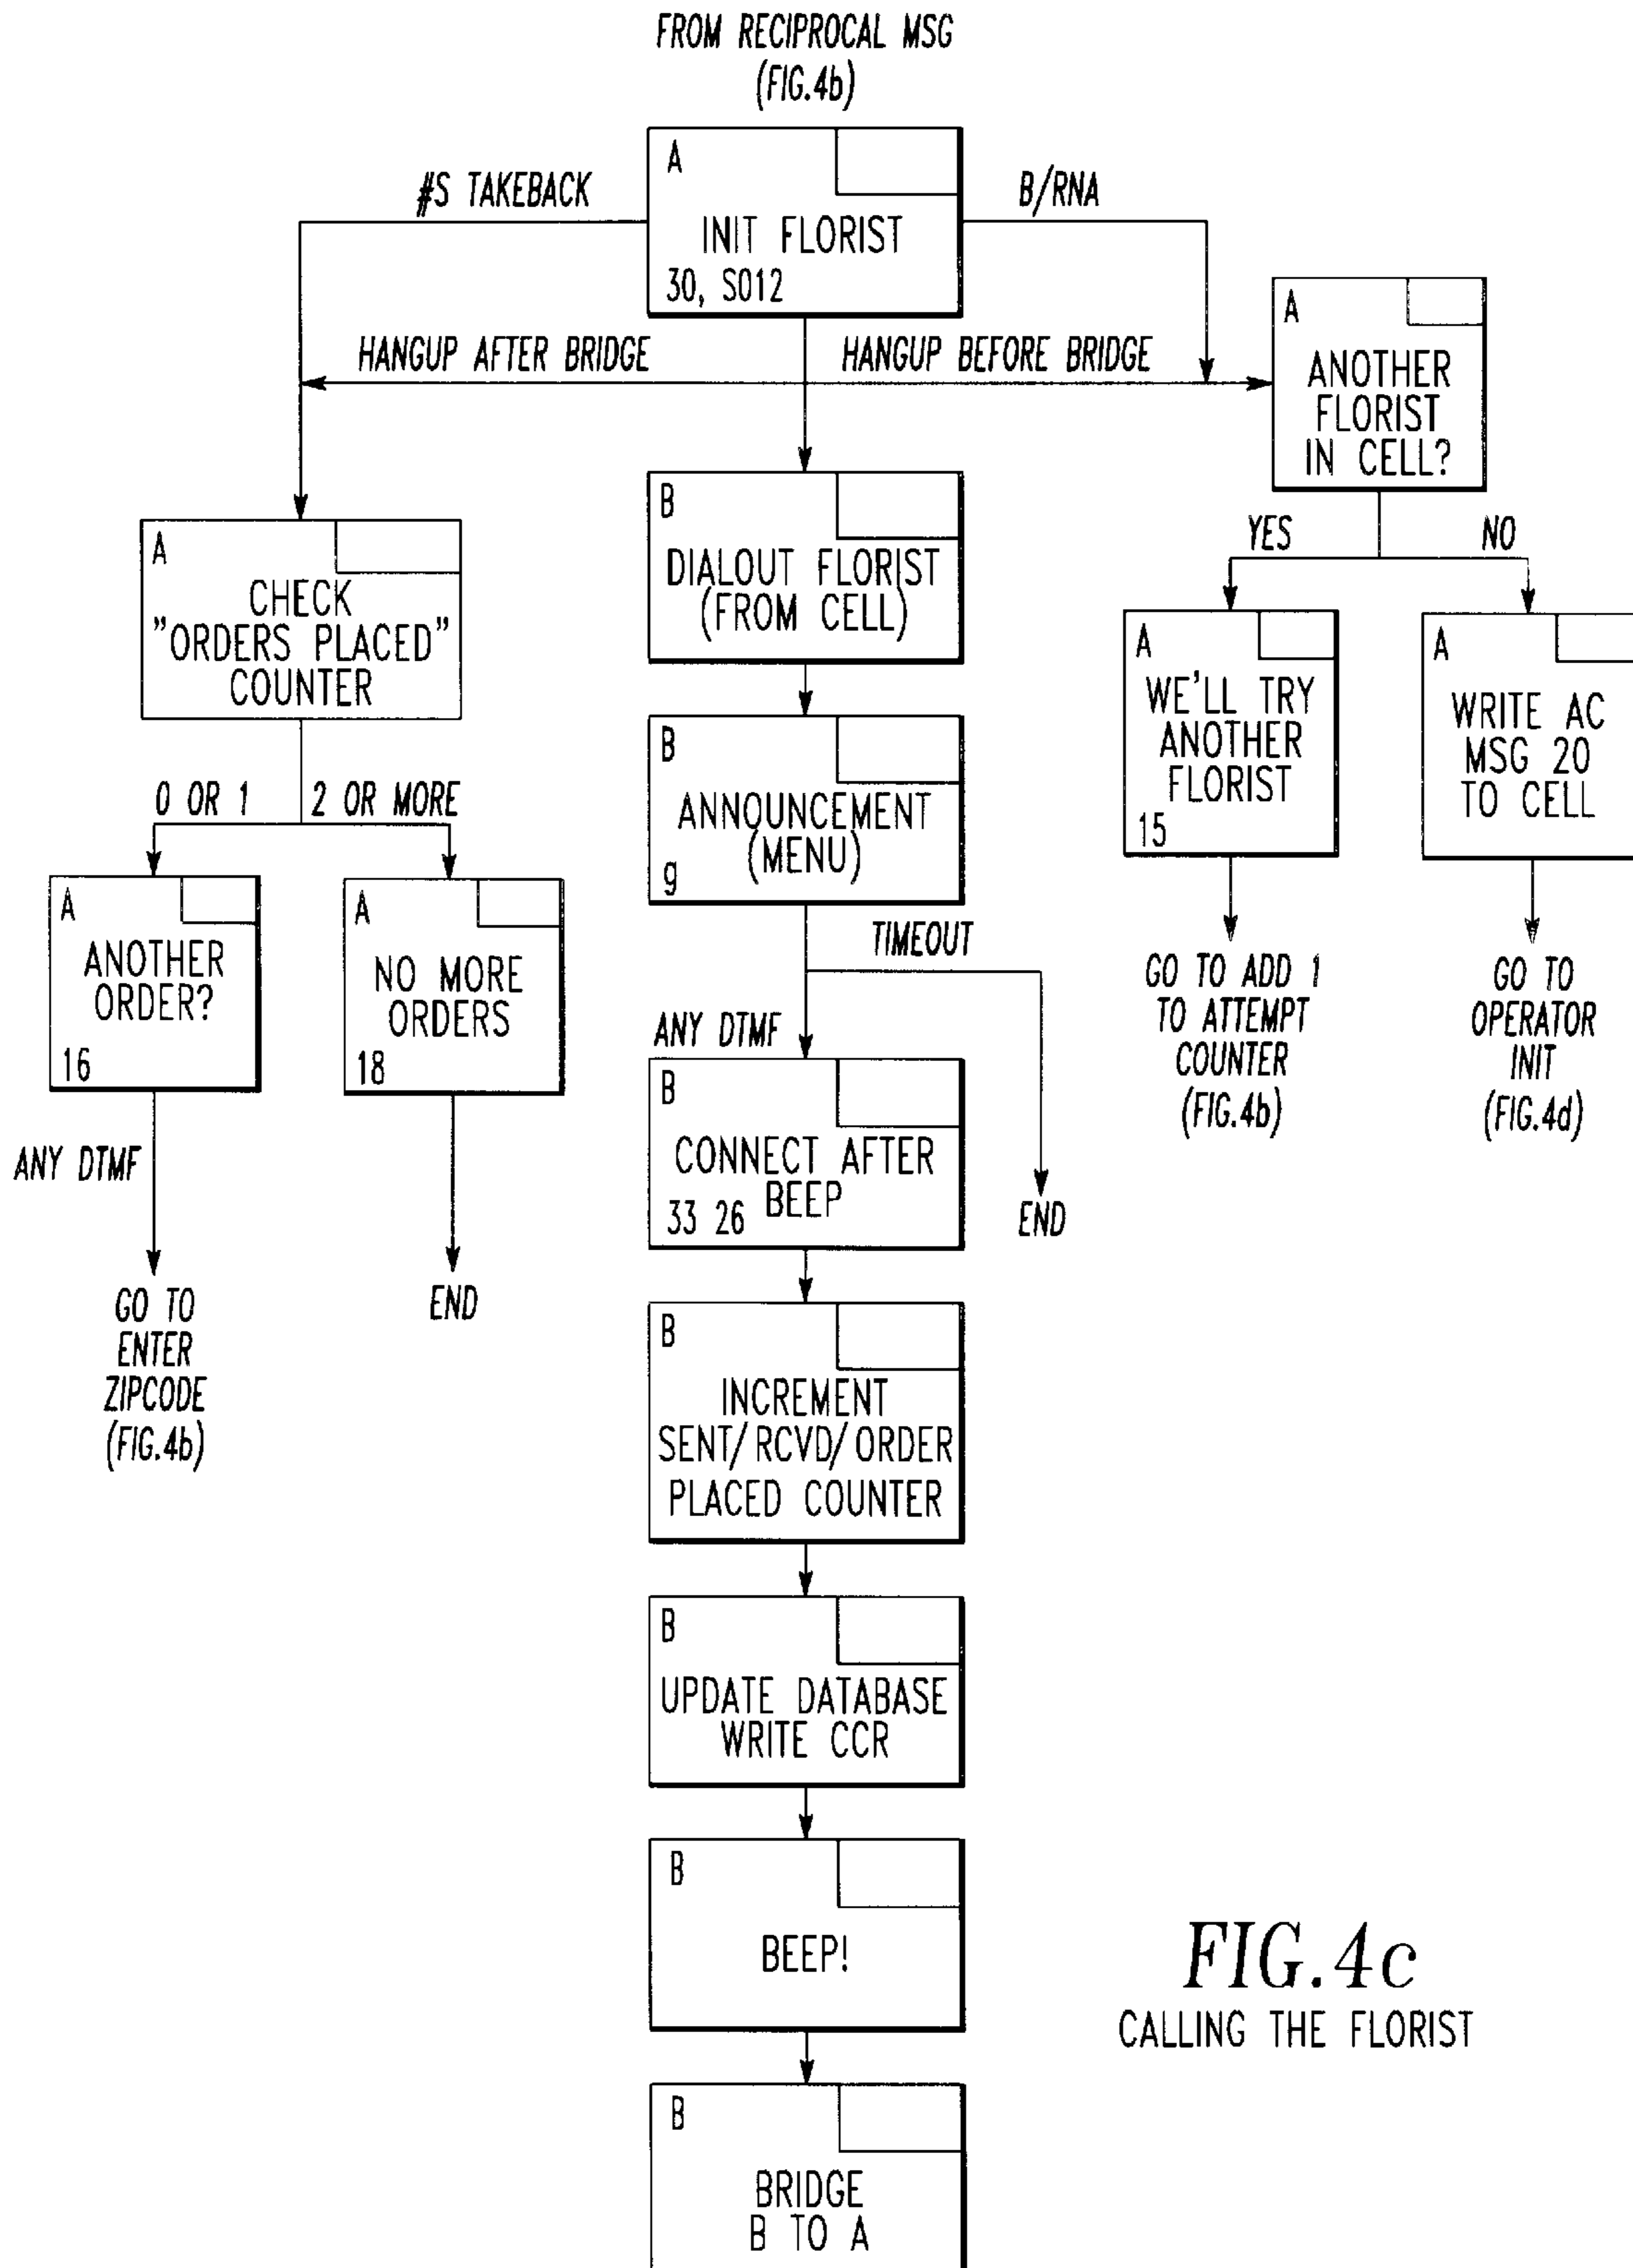 FROM RECIPROCAL MSG
(FIG.4b)
A
INIT FLORIST
30, S012
#S TAKEBACK
B/RNA
HANGUP AFTER BRIDGE
HANGUP BEFORE BRIDGE
A
ANOTHER
FLORIST
IN CELL?
YES
NO
A
CHECK
"ORDERS PLACED"
COUNTER
0 OR 1
2 OR MORE
A
ANOTHER
ORDER?
16
ANY DTMF
GO TO
ENTER
ZIPCODE
(FIG.4b)
A
NO MORE
ORDERS
18
END
B
DIALOUT FLORIST
(FROM CELL)
B
ANNOUNCEMENT
(MENU)
9
TIMEOUT
END
ANY DTMF
B
CONNECT AFTER
BEEP
33 26
B
INCREMENT
SENT/RCVD/ORDER
PLACED COUNTER
B
UPDATE DATABASE
WRITE CCR
B
BEEP!
B
BRIDGE
B TO A
A
WE'LL TRY
ANOTHER
FLORIST
15
GO TO ADD 1
TO ATTEMPT
COUNTER
(FIG.4b)
A
WRITE AC
MSG 20
TO CELL
GO TO
OPERATOR
INIT
(FIG.4d)
FIG.4c
CALLING THE FLORIST